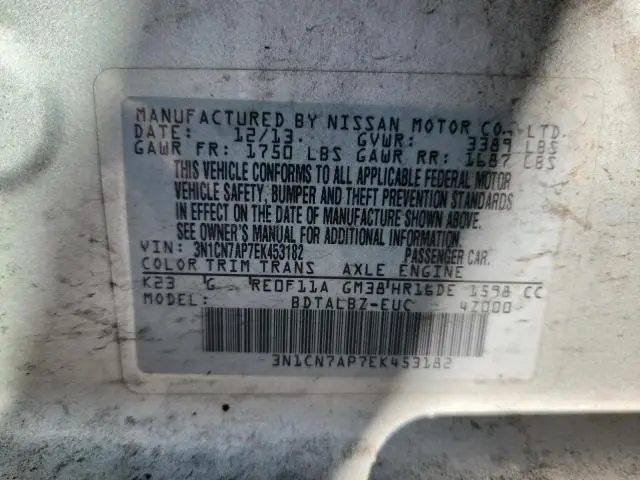 MANUFACTURED BY NISSAN MOTOR CO., LTD.
DATE: 12/13. GVWR: 3389 LBS
GAWR FR: 1750 LBS GAWR RR: 1687 LBS
THIS VEHICLE CONFORMS TO ALL APPLICABLE FEDERAL MOTOR
VEHICLE SAFETY, BUMPER AND THEFT PREVENTION STANDARDS
IN EFFECT ON THE DATE OF MANUFACTURE SHOWN ABOVE.
SEE OWNER'S MANUAL FOR ADDITIONAL INFORMATION.
VIN: 3N1CN7AP7EK453182 PASSENGER CAR.
COLOR TRIM TRANS AXLE ENGINE
K23 G RE0F11A GM38 HR16DE 1598 CC
MODEL: BDTALBZ-EUC 4Z000
3N1CN7AP7EK453182